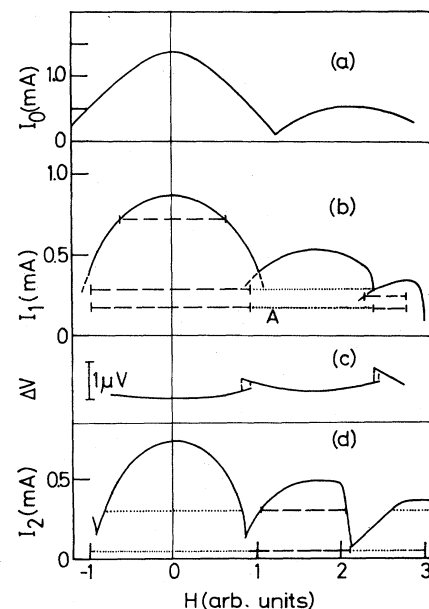 I0(mA)
1.0
0
(a)
I1(mA)
1.0
0.5
0
(b)
A
ΔV
1μV
(c)
I2(mA)
0.5
0
(d)
-1 0 1 2 3
H(arb. units)